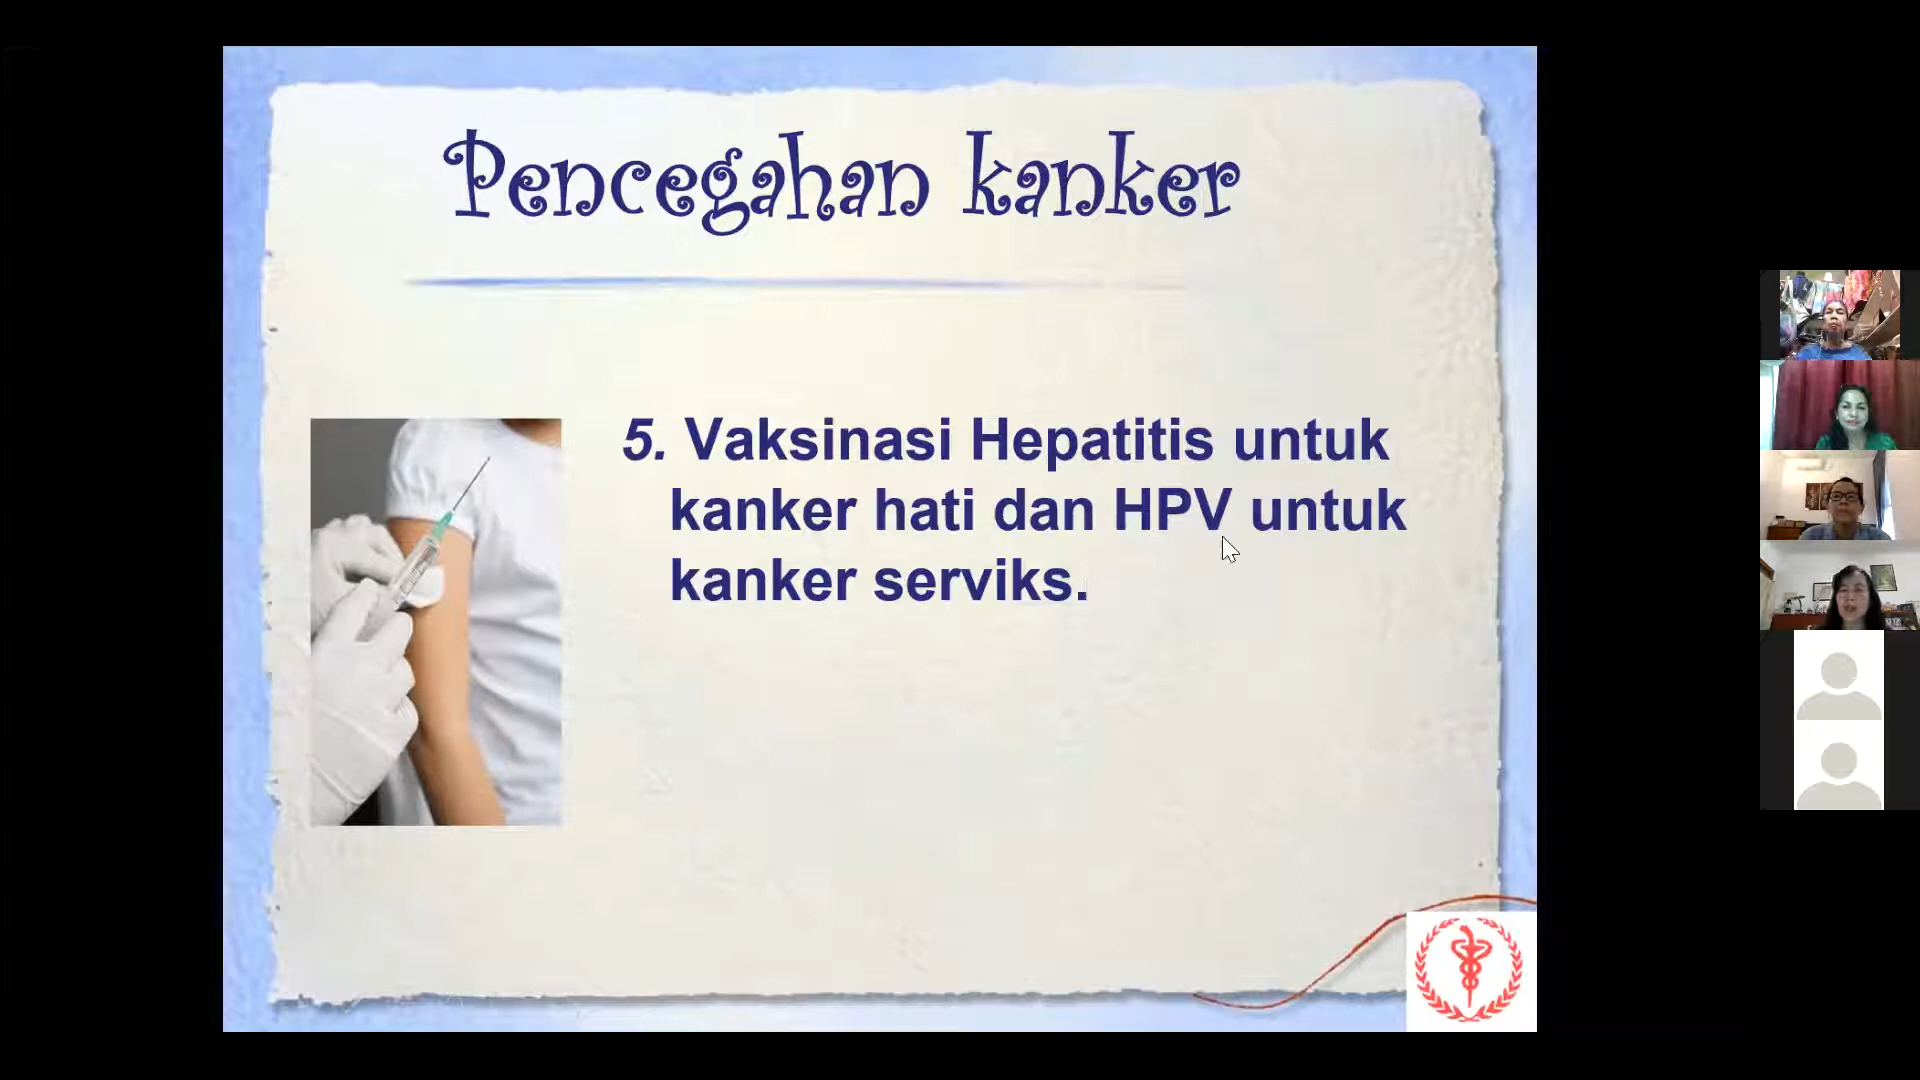 Pencegahan kanker
5. Vaksinasi Hepatitis untuk
kanker hati dan HPV untuk
kanker serviks.